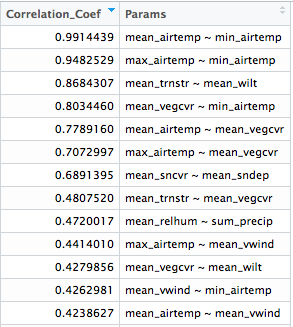 Correlation_Coef Params
0.9914439 mean_airtemp ~ min_airtemp
0.9482529 max_airtemp ~ min_airtemp
0.8684307 mean_trnstr ~ mean_wilt
0.8034460 mean_vegcvr ~ min_airtemp
0.7789160 mean_airtemp ~ mean_vegcvr
0.7072997 max_airtemp ~ mean_vegcvr
0.6891395 mean_sncvr ~ mean_sndep
0.4807520 mean_trnstr ~ mean_vegcvr
0.4720017 mean_relhum ~ sum_precip
0.4414010 max_airtemp ~ mean_vwind
0.4279856 mean_vegcvr ~ mean_wilt
0.4262981 mean_vwind ~ min_airtemp
0.4238627 mean_airtemp ~ mean_vwind